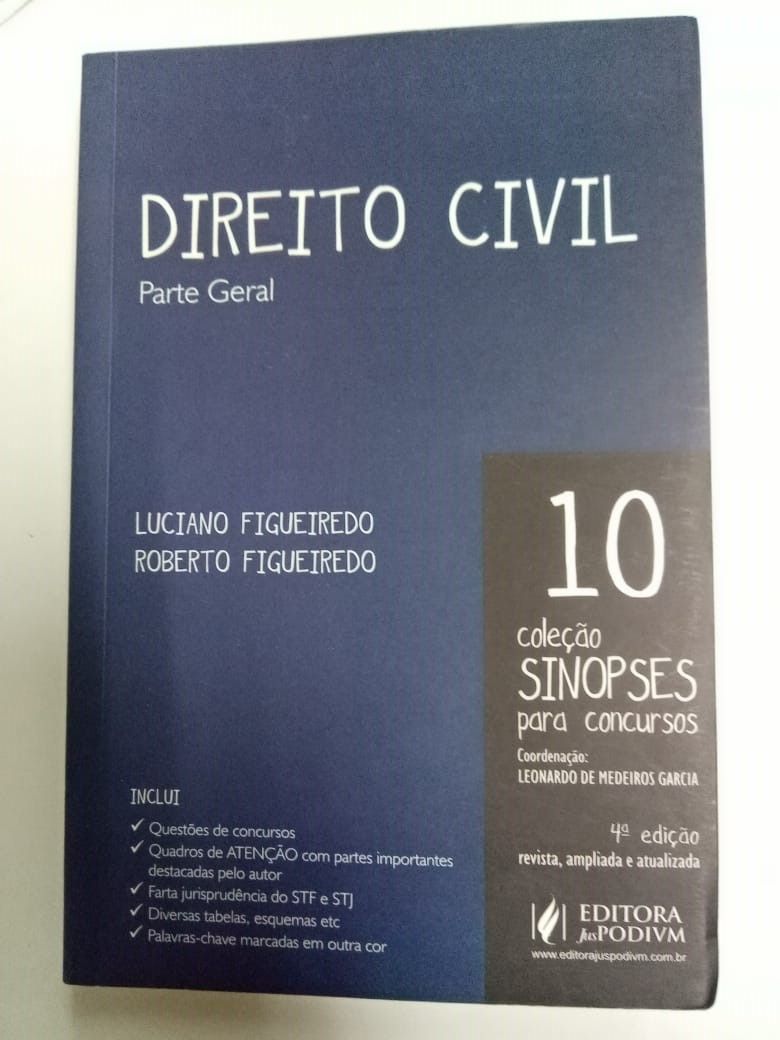 DIREITO CIVIL
Parte Geral
LUCIANO FIGUEIREDO
ROBERTO FIGUEIREDO
10
coleção
SINOPSES
para concursos
Coordenação:
LEONARDO DE MEDEIROS GARCIA
4ª edição
revista, ampliada e atualizada
INCLUI
✓ Questões de concursos
✓ Quadros de ATENÇÃO com partes importantes
destacadas pelo autor
✓ Farta jurisprudência do STF e STJ
✓ Diversas tabelas, esquemas etc
✓ Palavras-chave marcadas em outra cor
EDITORA
JusPODIVM
www.editorajuspodivm.com.br